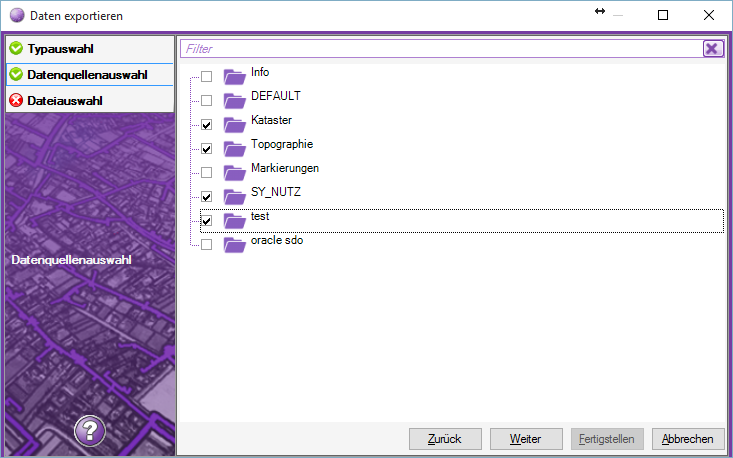 Daten exportieren
Typauswahl
Datenquellenauswahl
Dateiauswahl
Datenquellenauswahl
?
Filter
Info
DEFAULT
Kataster
Topographie
Markierungen
SY_NUTZ
test
oracle sdo
Zurück
Weiter
Fertigstellen
Abbrechen